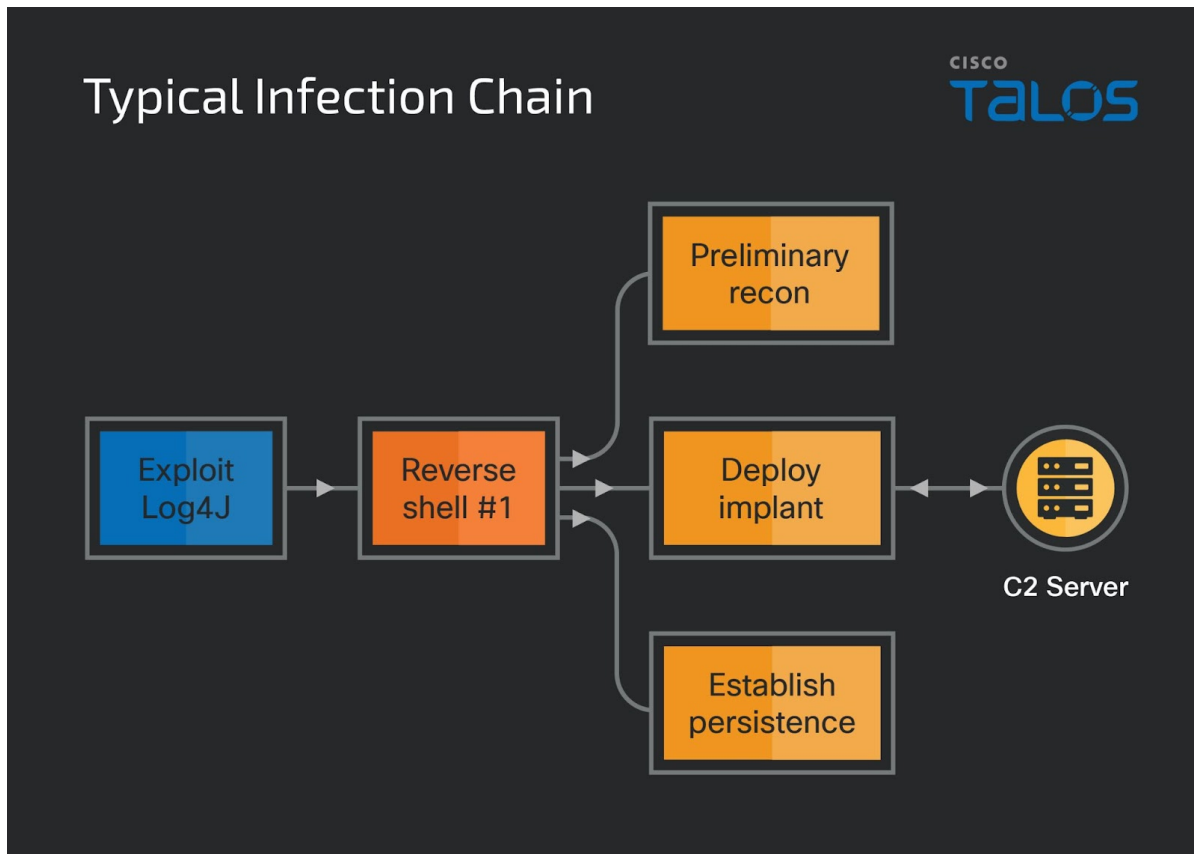 Typical Infection Chain
CISCO
TALOS
Preliminary
recon
Exploit
Log4J
Reverse
shell #1
Deploy
implant
C2 Server
Establish
persistence